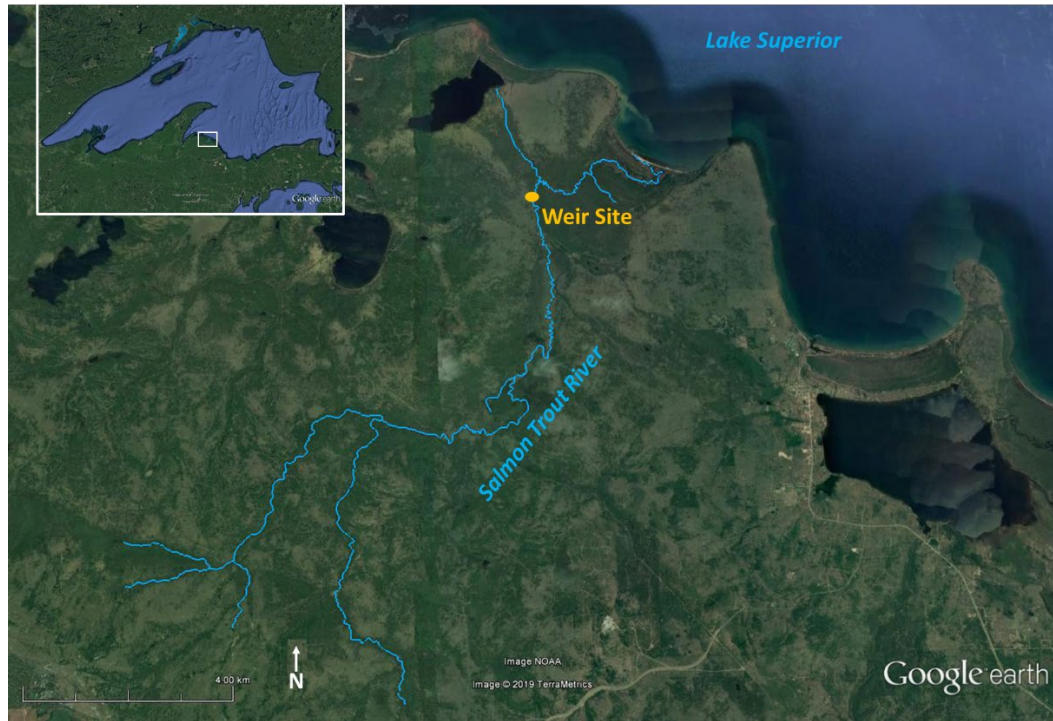 Lake Superior
Google earth
Weir Site
Salmon Trout River
N
4.00 km
Image NOAA
Image © 2019 TerraMetrics
Google earth